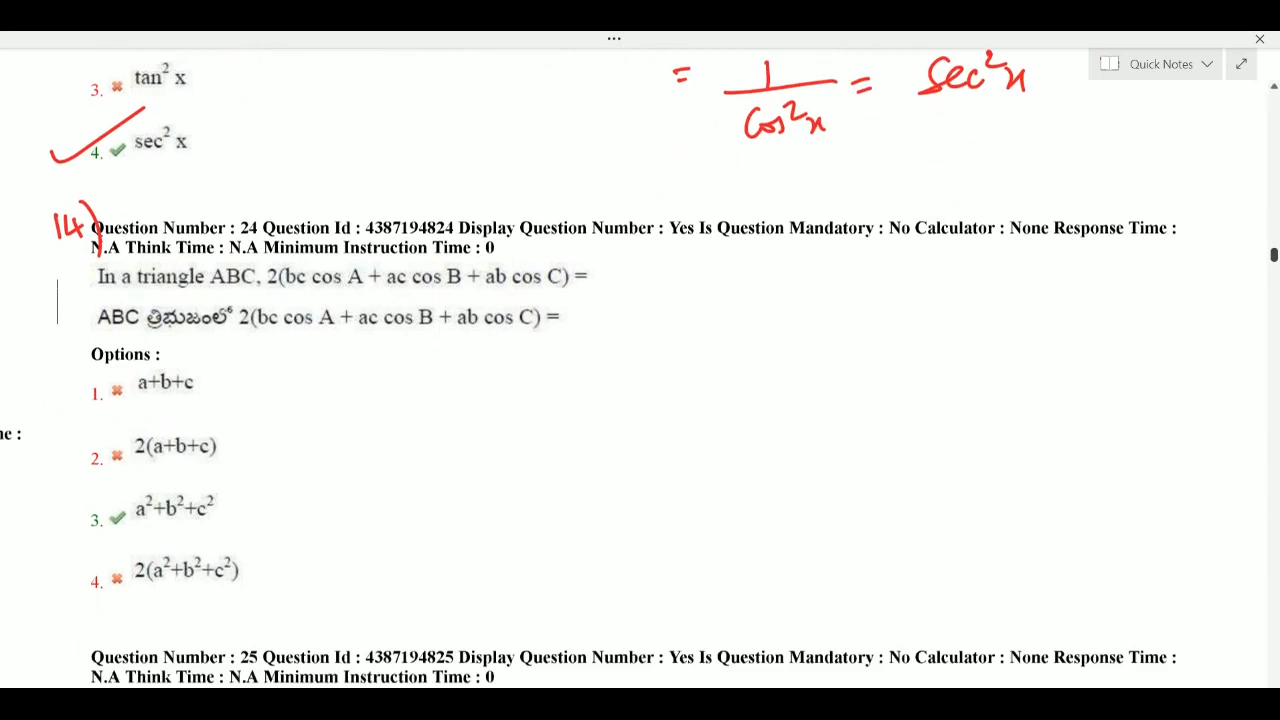 ...
×
Quick Notes
3. tan² x
= 1/cos²x = sec²x
4. sec² x
14)
Question Number : 24 Question Id : 4387194824 Display Question Number : Yes Is Question Mandatory : No Calculator : None Response Time :
N.A Think Time : N.A Minimum Instruction Time : 0
In a triangle ABC, 2(bc cos A + ac cos B + ab cos C) =
ABC త్రిభుజంలో 2(bc cos A + ac cos B + ab cos C) =
Options :
1. a+b+c
ne :
2. 2(a+b+c)
3. a²+b²+c²
4. 2(a²+b²+c²)
Question Number : 25 Question Id : 4387194825 Display Question Number : Yes Is Question Mandatory : No Calculator : None Response Time :
N.A Think Time : N.A Minimum Instruction Time : 0